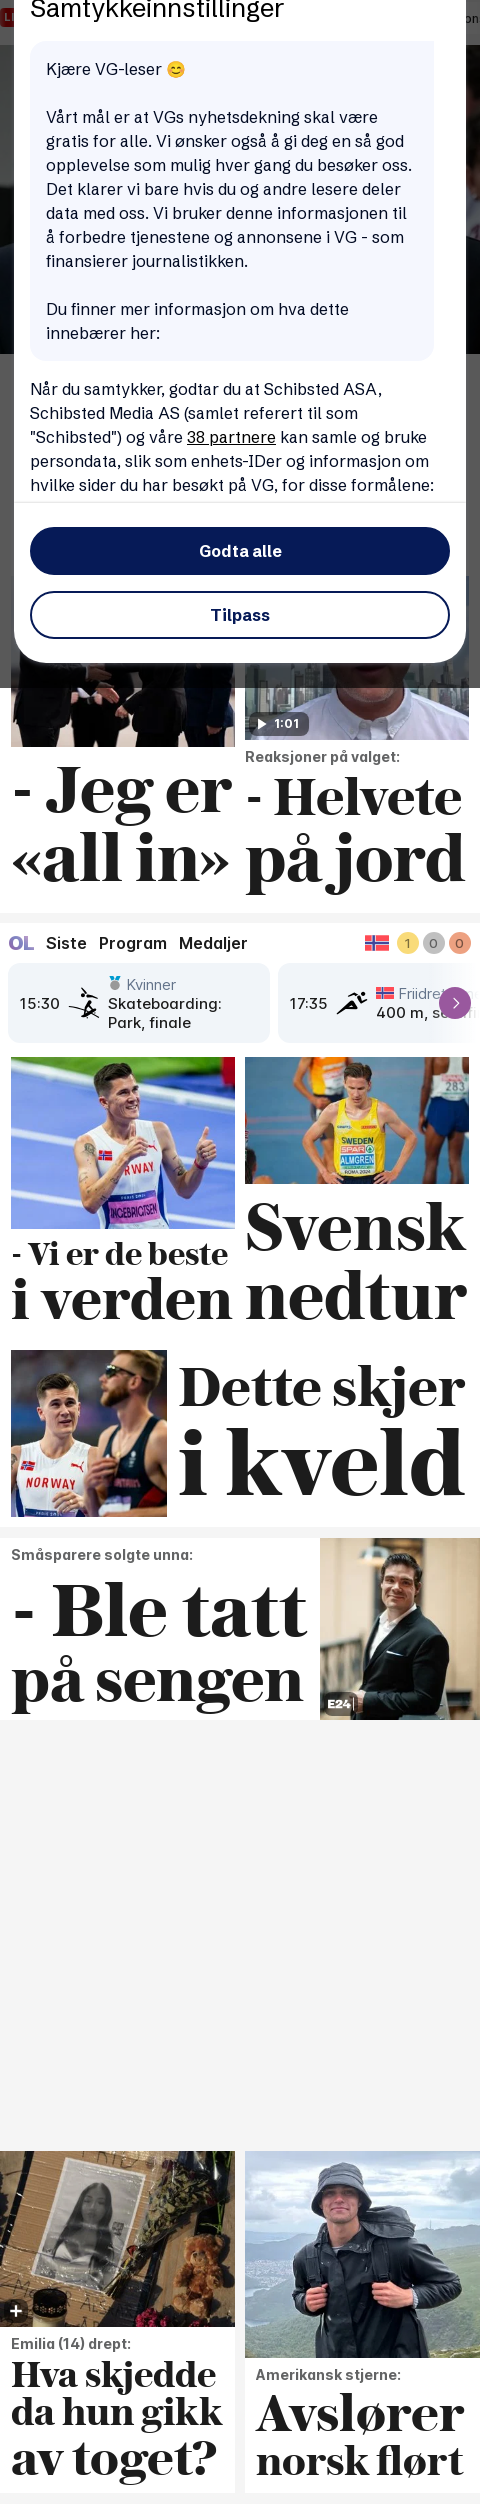 Samtykkeinnstillinger
Kjære VG-leser 😊
Vårt mål er at VGs nyhetsdekning skal være
gratis for alle. Vi ønsker også å gi deg en så god
opplevelse som mulig hver gang du besøker oss.
Det klarer vi bare hvis du og andre lesere deler
data med oss. Vi bruker denne informasjonen til
å forbedre tjenestene og annonsene i VG - som
finansierer journalistikken.
Du finner mer informasjon om hva dette
innebærer her:
Når du samtykker, godtar du at Schibsted ASA,
Schibsted Media AS (samlet referert til som
"Schibsted") og våre 38 partnere kan samle og bruke
persondata, slik som enhets-IDer og informasjon om
hvilke sider du har besøkt på VG, for disse formålene:
Godta alle
Tilpass
1:01
- Jeg er
«all in»
Reaksjoner på valget:
- Helvete
på jord
OL Siste Program Medaljer 1 0 0
15:30
Kvinner
Skateboarding:
Park, finale
17:35
400 m,
RWAY
INGEBRIGTSEN
- Vi er de beste
i verden
283
SWEDEN
SPAR
ALMGREN
ROMA 2024
Svensk
nedtur
NORWAY
Dette skjer
i kveld
Småsparere solgte unna:
- Ble tatt
på sengen
E24
Emilia (14) drept:
Hva skjedde
da hun gikk
av toget?
Amerikansk stjerne:
Avslører
norsk flørt